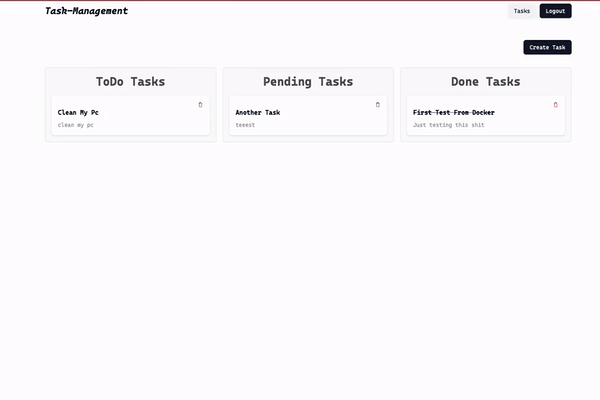 Task-Management
Tasks
Logout
Create Task
ToDo Tasks
Clean My Pc
clean my pc
Pending Tasks
Another Task
teeest
Done Tasks
First Test From Docker
Just testing this shit